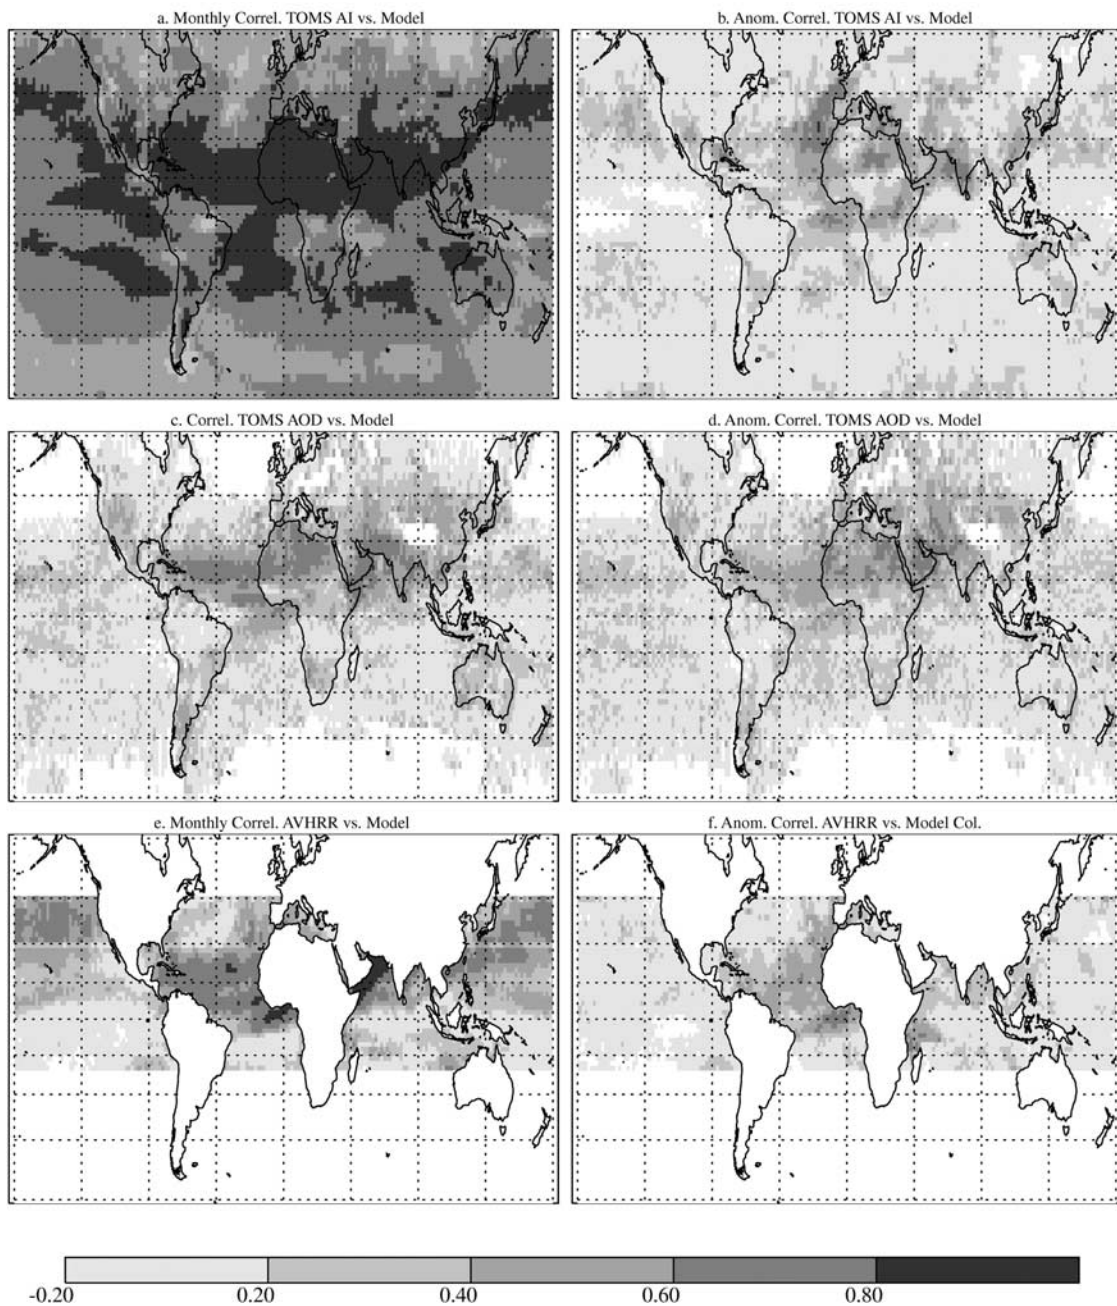 a. Monthly Correl. TOMS AI vs. Model
b. Anom. Correl. TOMS AI vs. Model
c. Correl. TOMS AOD vs. Model
d. Anom. Correl. TOMS AOD vs. Model
e. Monthly Correl. AVHRR vs. Model
f. Anom. Correl. AVHRR vs. Model Col.
-0.20 0.20 0.40 0.60 0.80